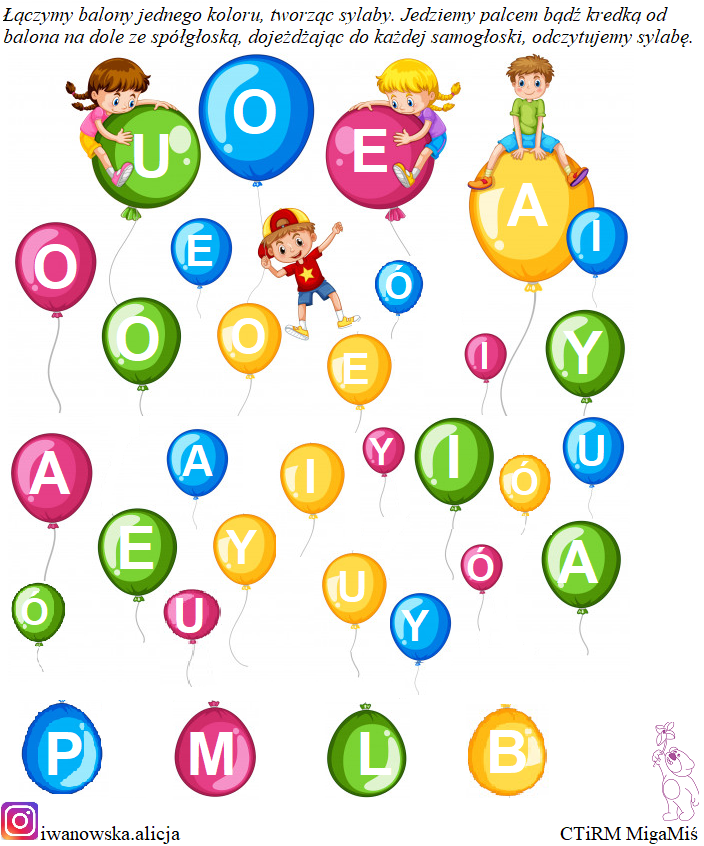 Łączymy balony jednego koloru, tworząc sylaby. Jedziemy palcem bądź kredką od
balona na dole ze spółgłoską, dojeżdżając do każdej samogłoski, odczytujemy sylabę.
U O E A
O E Ó I
O O E I Y
A A I Y I Ó U
E Y U Ó A
Ó U Y
P M L B
iwanowska.alicja CTiRM MigaMiś